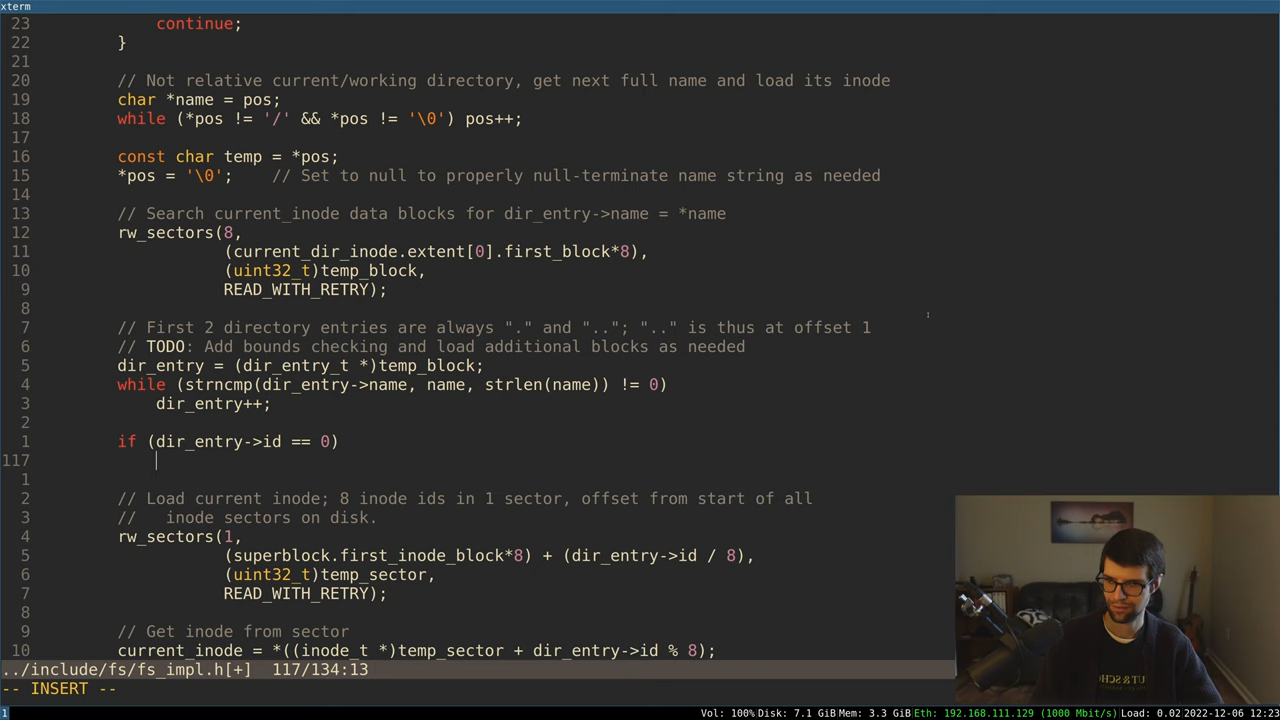 xterm
23 continue;
22 }
21
20 // Not relative current/working directory, get next full name and load its inode
19 char *name = pos;
18 while (*pos != '/' && *pos != '\0') pos++;
17
16 const char temp = *pos;
15 *pos = '\0'; // Set to null to properly null-terminate name string as needed
14
13 // Search current_inode data blocks for dir_entry->name = *name
12 rw_sectors(8,
11 (current_dir_inode.extent[0].first_block*8),
10 (uint32_t)temp_block,
9 READ_WITH_RETRY);
8
7 // First 2 directory entries are always "." and ".."; ".." is thus at offset 1
6 // TODO: Add bounds checking and load additional blocks as needed
5 dir_entry = (dir_entry_t *)temp_block;
4 while (strncmp(dir_entry->name, name, strlen(name)) != 0)
3 dir_entry++;
2
1 if (dir_entry->id == 0)
117
1
2 // Load current inode; 8 inode ids in 1 sector, offset from start of all
3 // inode sectors on disk.
4 rw_sectors(1,
5 (superblock.first_inode_block*8) + (dir_entry->id / 8),
6 (uint32_t)temp_sector,
7 READ_WITH_RETRY);
8
9 // Get inode from sector
10 current_inode = *((inode_t *)temp_sector + dir_entry->id % 8);
../include/fs/fs_impl.h[+] 117/134:13
-- INSERT --
1 Vol: 100% Disk: 7.1 GiB Mem: 3.3 GiB Eth: 192.168.111.129 (1000 Mbit/s) Load: 0.02 2022-12-06 12:23